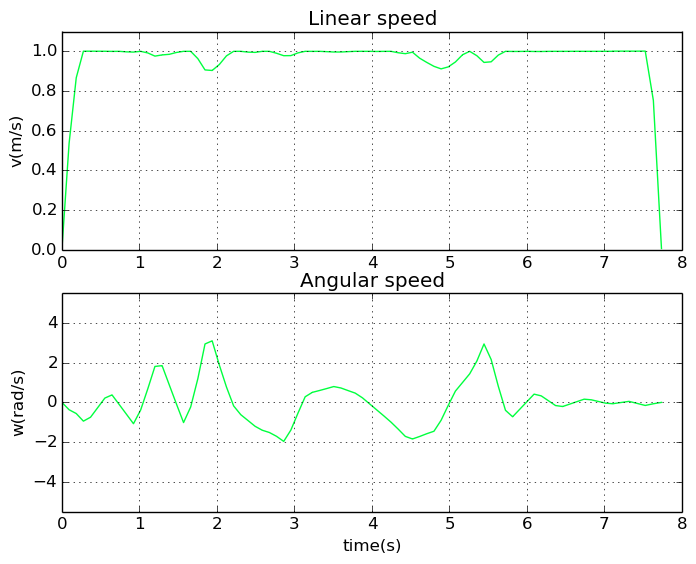 Linear speed
1.0
0.8
0.6
0.4
0.2
0.0
v(m/s)
0 1 2 3 4 5 6 7 8
Angular speed
4
2
0
−2
−4
w(rad/s)
0 1 2 3 4 5 6 7 8
time(s)